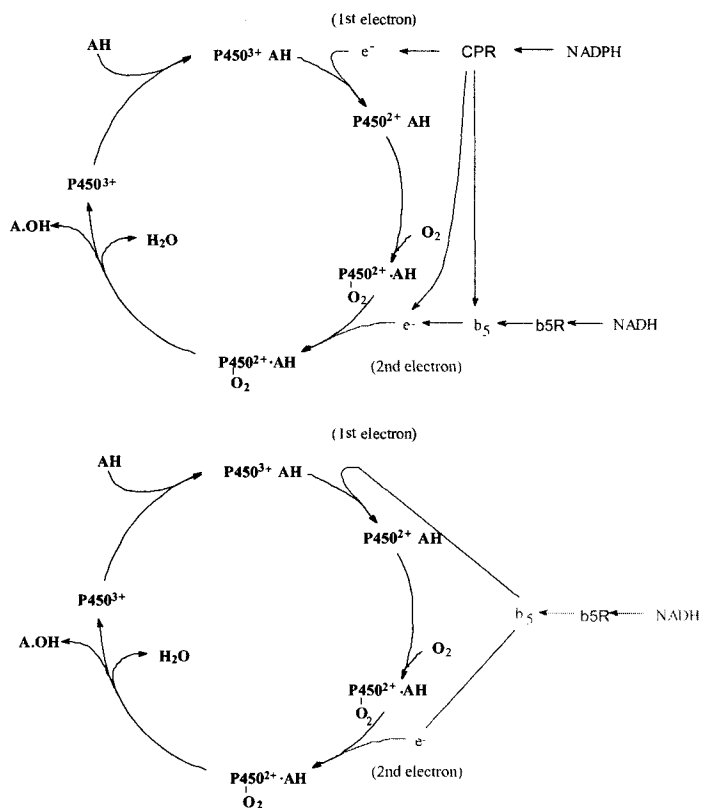 (1st electron)
AH
P450³⁺ AH
e⁻
CPR
NADPH
P450²⁺ AH
P450³⁺
A.OH
H₂O
O₂
P450²⁺·AH
O₂
e⁻
b₅
b5R
NADH
P450²⁺·AH
O₂
(2nd electron)
(1st electron)
AH
P450³⁺ AH
P450²⁺ AH
P450³⁺
b₅
b5R
NADH
A.OH
H₂O
O₂
P450²⁺·AH
O₂
e⁻
P450²⁺·AH
O₂
(2nd electron)